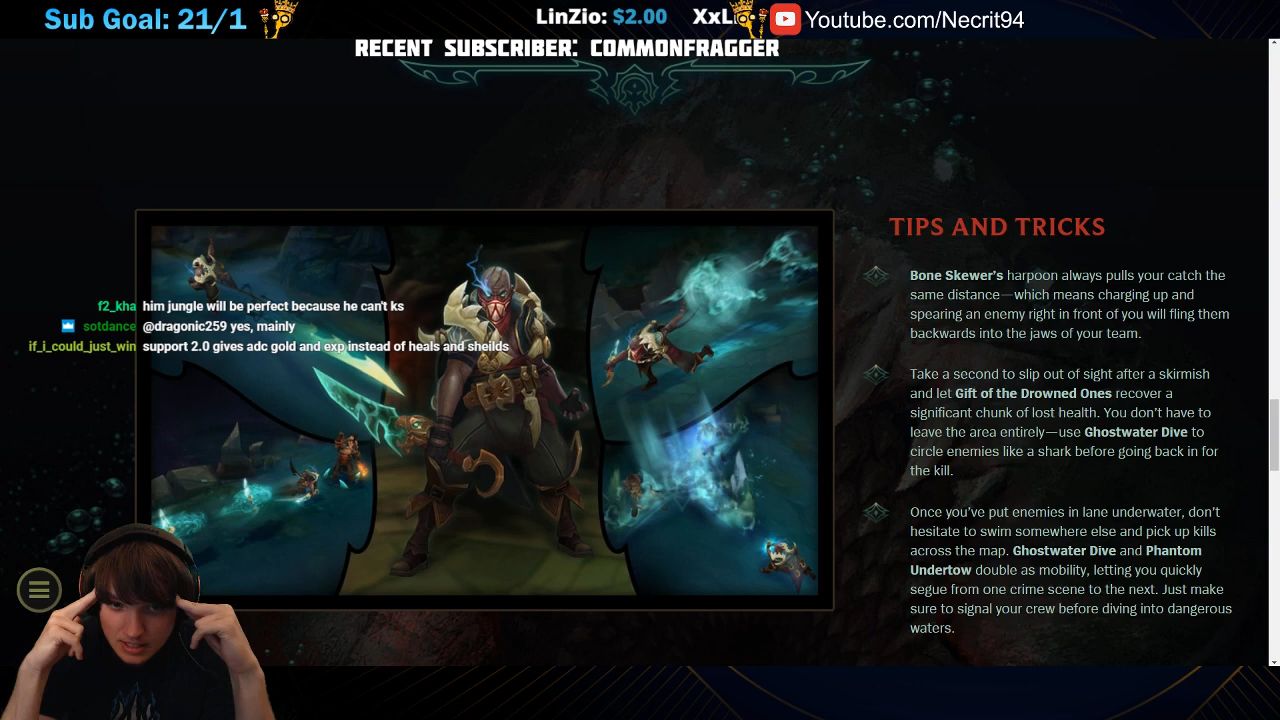 Sub Goal: 21/1
LinZio: $2.00
Youtube.com/Necrit94
RECENT SUBSCRIBER: COMMONFRAGGER
TIPS AND TRICKS
Bone Skewer's harpoon always pulls your catch the
same distance—which means charging up and
spearing an enemy right in front of you will fling them
backwards into the jaws of your team.
f2_kha him jungle will be perfect because he can't ks
sotdance @dragonic259 yes, mainly
if_i_could_just_win support 2.0 gives adc gold and exp instead of heals and sheilds
Take a second to slip out of sight after a skirmish
and let Gift of the Drowned Ones recover a
significant chunk of lost health. You don't have to
leave the area entirely—use Ghostwater Dive to
circle enemies like a shark before going back in for
the kill.
Once you've put enemies in lane underwater, don't
hesitate to swim somewhere else and pick up kills
across the map. Ghostwater Dive and Phantom
Undertow double as mobility, letting you quickly
segue from one crime scene to the next. Just make
sure to signal your crew before diving into dangerous
waters.